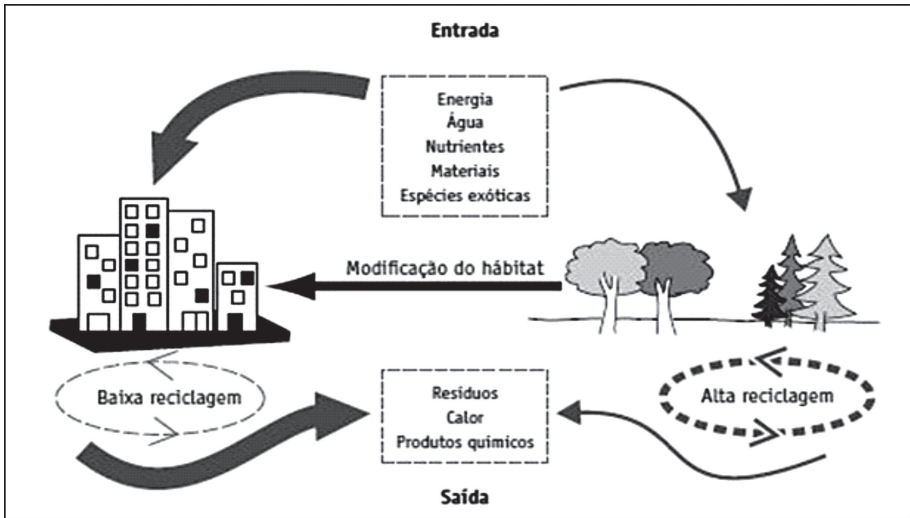 Entrada
Energia
Água
Nutrientes
Materiais
Espécies exóticas
Modificação do hábitat
Baixa reciclagem
Resíduos
Calor
Produtos químicos
Alta reciclagem
Saída